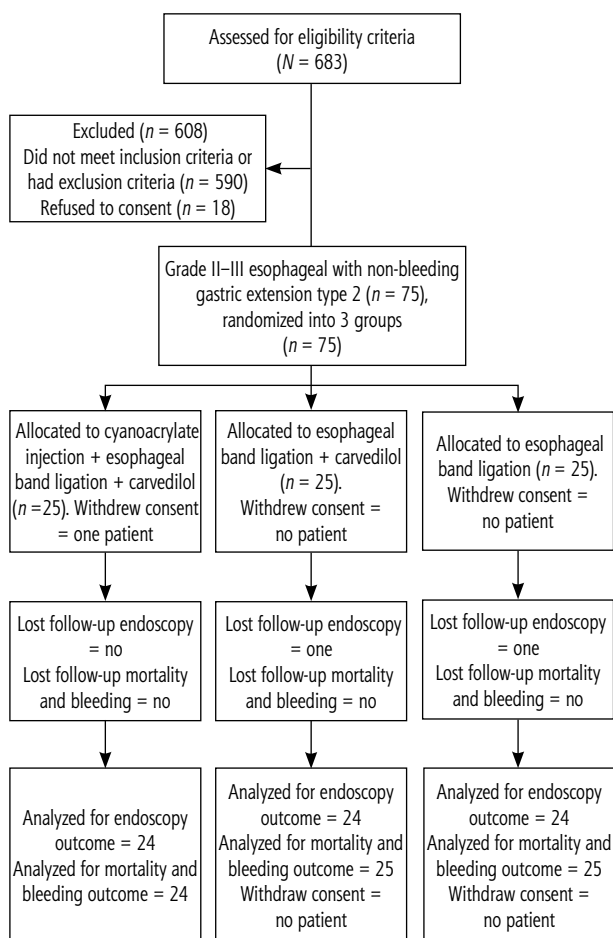 Assessed for eligibility criteria
(N = 683)
Excluded (n = 608)
Did not meet inclusion criteria or
had exclusion criteria (n = 590)
Refused to consent (n = 18)
Grade II–III esophageal with non-bleeding
gastric extension type 2 (n = 75),
randomized into 3 groups
(n = 75)
Allocated to cyanoacrylate
injection + esophageal
band ligation + carvedilol
(n =25). Withdrew consent
= one patient
Allocated to esophageal
band ligation + carvedilol
(n = 25).
Withdrew consent =
no patient
Allocated to esophageal
band ligation (n = 25).
Withdrew consent =
no patient
Lost follow-up endoscopy
= no
Lost follow-up mortality
and bleeding = no
Lost follow-up endoscopy
= one
Lost follow-up mortality
and bleeding = no
Lost follow-up endoscopy
= one
Lost follow-up mortality
and bleeding = no
Analyzed for endoscopy
outcome = 24
Analyzed for mortality and
bleeding outcome = 24
Analyzed for endoscopy
outcome = 24
Analyzed for mortality and
bleeding outcome = 25
Withdraw consent =
no patient
Analyzed for endoscopy
outcome = 24
Analyzed for mortality and
bleeding outcome = 25
Withdraw consent =
no patient